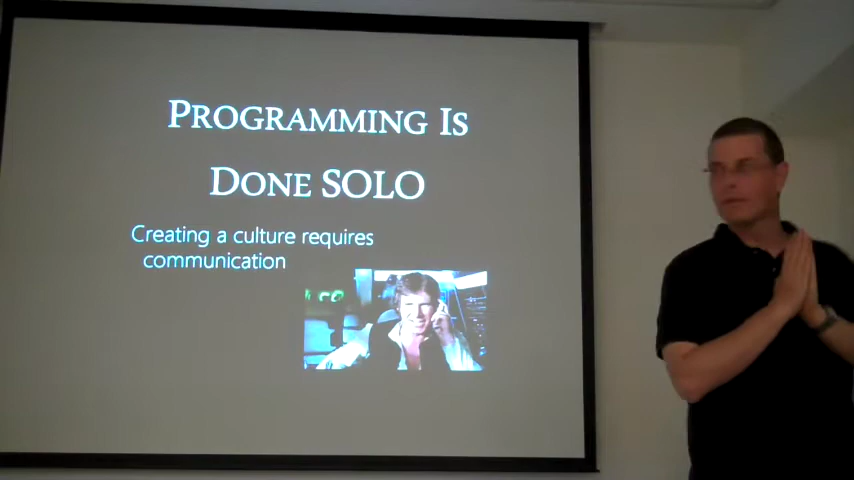 PROGRAMMING IS
DONE SOLO
Creating a culture requires
communication